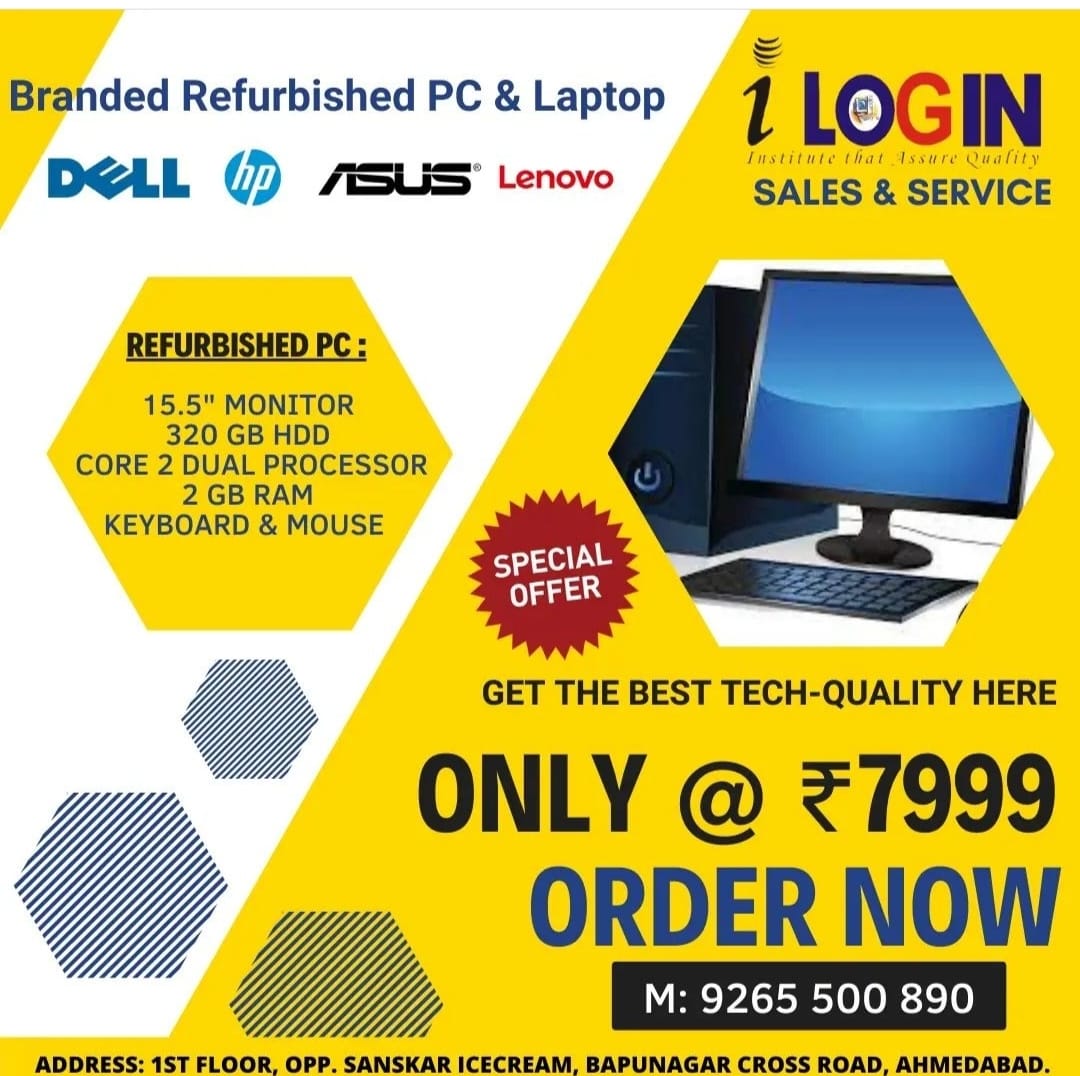 Branded Refurbished PC & Laptop
DELL hp ASUS® Lenovo
i LOGIN
Institute that Assure Quality
SALES & SERVICE
REFURBISHED PC :
15.5" MONITOR
320 GB HDD
CORE 2 DUAL PROCESSOR
2 GB RAM
KEYBOARD & MOUSE
SPECIAL
OFFER
GET THE BEST TECH-QUALITY HERE
ONLY @ ₹7999
ORDER NOW
M: 9265 500 890
ADDRESS: 1ST FLOOR, OPP. SANSKAR ICECREAM, BAPUNAGAR CROSS ROAD, AHMEDABAD.